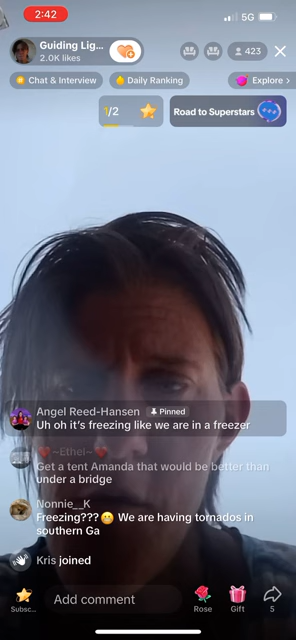 2:42
5G
Guiding Lig...
2.0K likes
423
Chat & Interview
Daily Ranking
Explore >
1/2
Road to Superstars
Angel Reed-Hansen Pinned
Uh oh it's freezing like we are in a freezer
~Ethel~
Get a tent Amanda that would be better than
under a bridge
Nonnie__K
Freezing???😬 We are having tornados in
southern Ga
Kris joined
Subsc...
Add comment
Rose
Gift
5